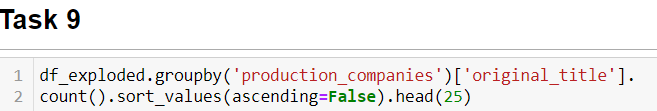 Task 9
1 df_exploded.groupby('production_companies')['original_title'].
2 count().sort_values(ascending=False).head(25)